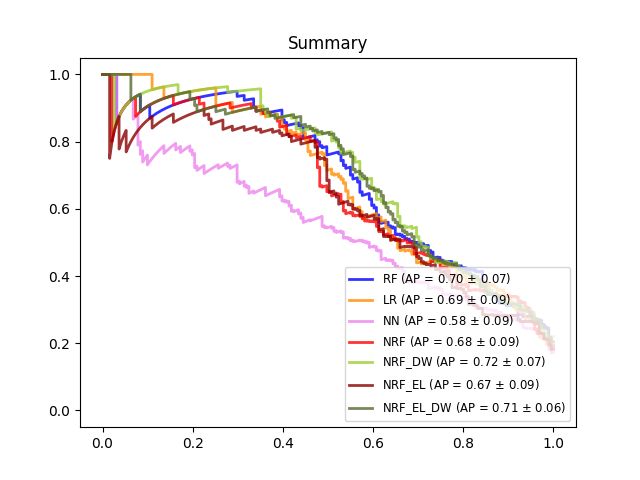 Summary
1.0
0.8
0.6
0.4
0.2
0.0
RF (AP = 0.70 ± 0.07)
LR (AP = 0.69 ± 0.09)
NN (AP = 0.58 ± 0.09)
NRF (AP = 0.68 ± 0.09)
NRF_DW (AP = 0.72 ± 0.07)
NRF_EL (AP = 0.67 ± 0.09)
NRF_EL_DW (AP = 0.71 ± 0.06)
0.0 0.2 0.4 0.6 0.8 1.0